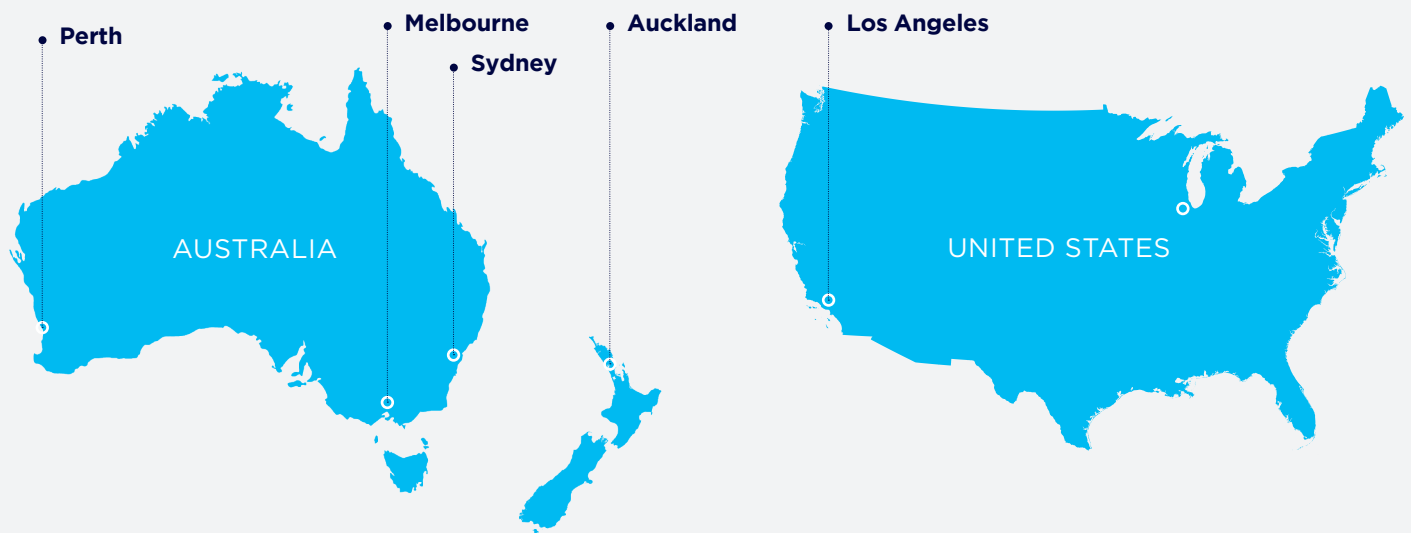 Perth
Melbourne
Sydney
Auckland
Los Angeles
AUSTRALIA
UNITED STATES